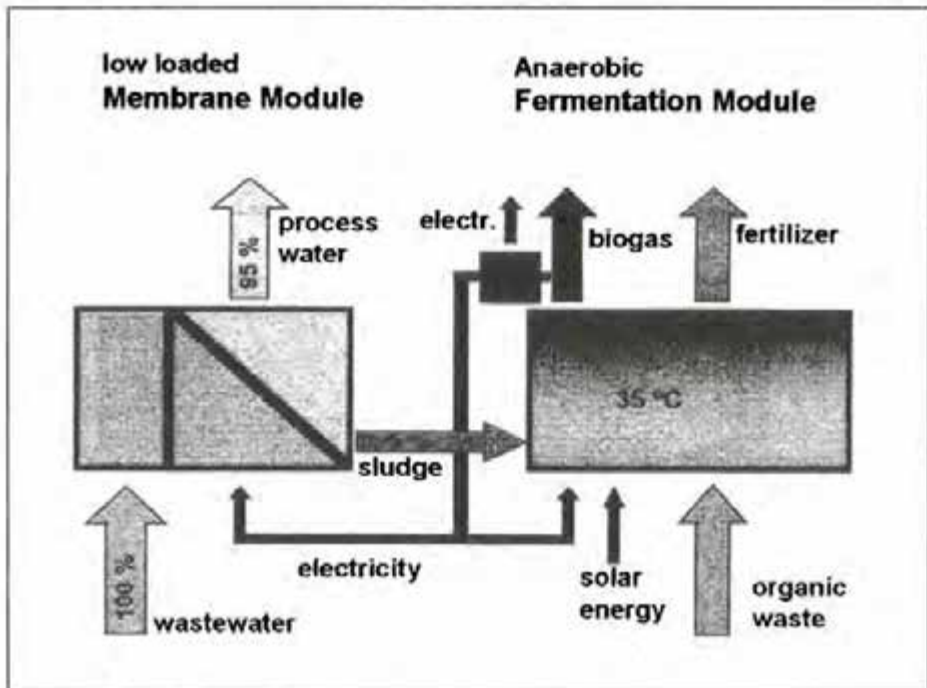 low loaded
Membrane Module
Anaerobic
Fermentation Module
process
water
95 %
electr.
biogas
fertilizer
35 °C
sludge
electricity
100 %
wastewater
solar
energy
organic
waste